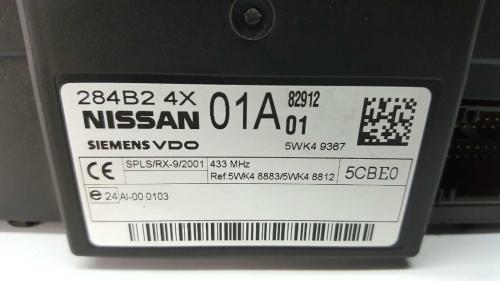 284B2 4X 01A 82912
NISSAN 01
SIEMENS VDO 5WK4 9367
CE SPLS/RX-9/2001 433 MHz
Ref:5WK4 8883/5WK4 8812 5CBE0
e 24 AI-00 0103